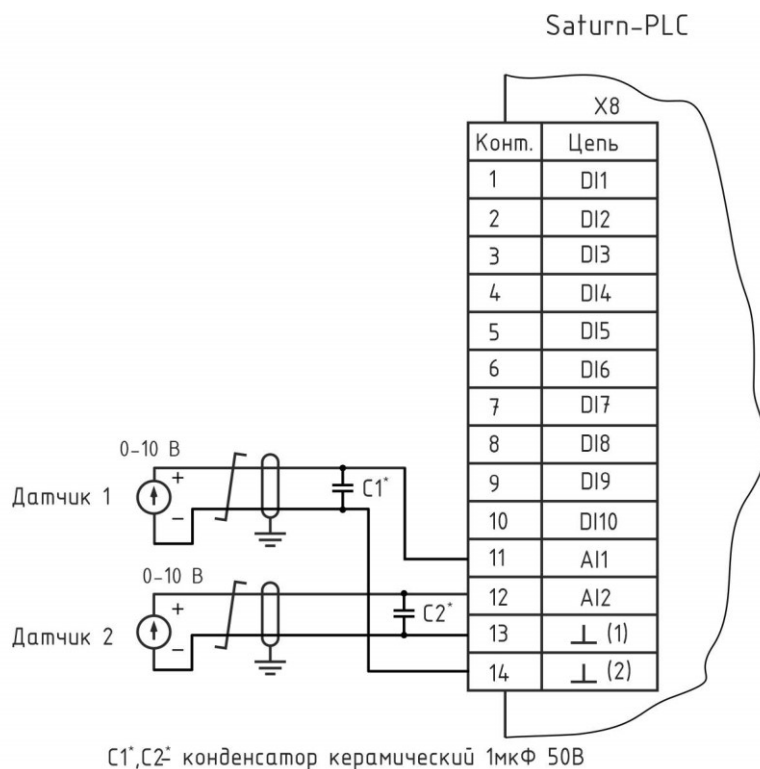 Saturn-PLC
X8
Конт. Цепь
1 DI1
2 DI2
3 DI3
4 DI4
5 DI5
6 DI6
7 DI7
8 DI8
9 DI9
10 DI10
11 AI1
12 AI2
13 ⊥ (1)
14 ⊥ (2)
0-10 В
+
Датчик 1
−
C1*
0-10 В
+
Датчик 2
−
C2*
C1*,C2* конденсатор керамический 1мкФ 50В